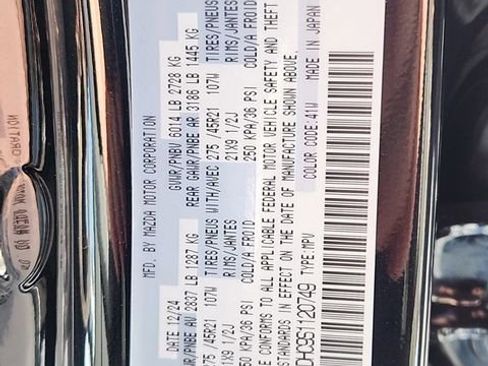 MFD. BY MAZDA MOTOR CORPORATION
DATE 12/24 GWR/PNBV 6014 LB 2728 KG
GAWR/PNBE AV 2837 LB 1287 KG REAR GAWR/PNBE AR 3186 LB 1445 KG
275 /45R21 107W TIRES/PNEUS WITH/AVEC 275 /45R21 107W TIRES/PNEUS
21X9 1/2J RIMS/JANTES 21X9 1/2J RIMS/JANTES
250 KPA/36 PSI COLD/A FROID 250 KPA/36 PSI COLD/A FROID
CONFORMS TO ALL APPLICABLE FEDERAL MOTOR VEHICLE SAFETY AND THEFT
STANDARDS IN EFFECT ON THE DATE OF MANUFACTURE SHOWN ABOVE.
DHC9S1120749 TYPE:MPV COLOR CODE:41W MADE IN JAPAN